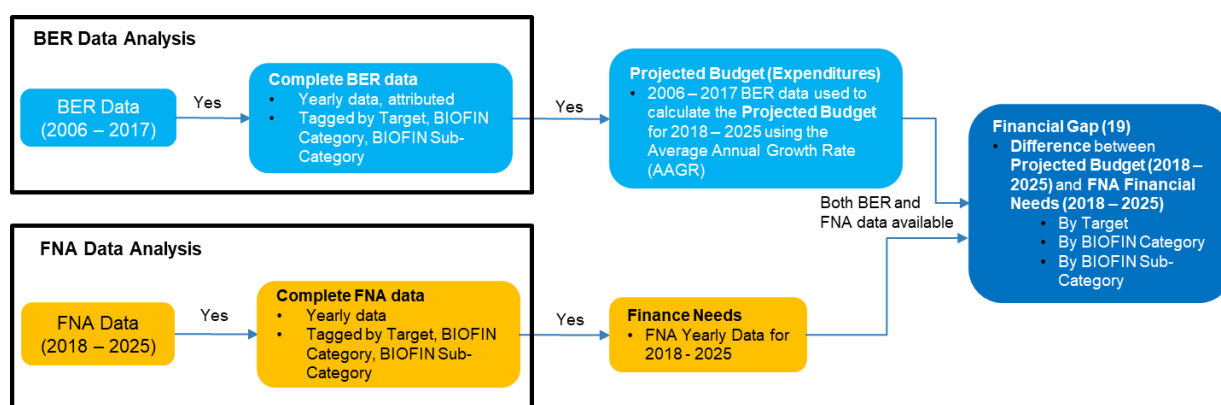 BER Data Analysis
BER Data
(2006 – 2017)
Yes
Complete BER data
• Yearly data, attributed
• Tagged by Target, BIOFIN
Category, BIOFIN Sub-
Category
Yes
Projected Budget (Expenditures)
• 2006 – 2017 BER data used to
calculate the Projected Budget
for 2018 – 2025 using the
Average Annual Growth Rate
(AAGR)
Financial Gap (19)
• Difference between
Projected Budget (2018 –
2025) and FNA Financial
Needs (2018 – 2025)
• By Target
• By BIOFIN Category
• By BIOFIN Sub-
Category
Both BER and
FNA data available
FNA Data Analysis
FNA Data
(2018 – 2025)
Yes
Complete FNA data
• Yearly data
• Tagged by Target, BIOFIN
Category, BIOFIN Sub-
Category
Yes
Finance Needs
• FNA Yearly Data for
2018 - 2025